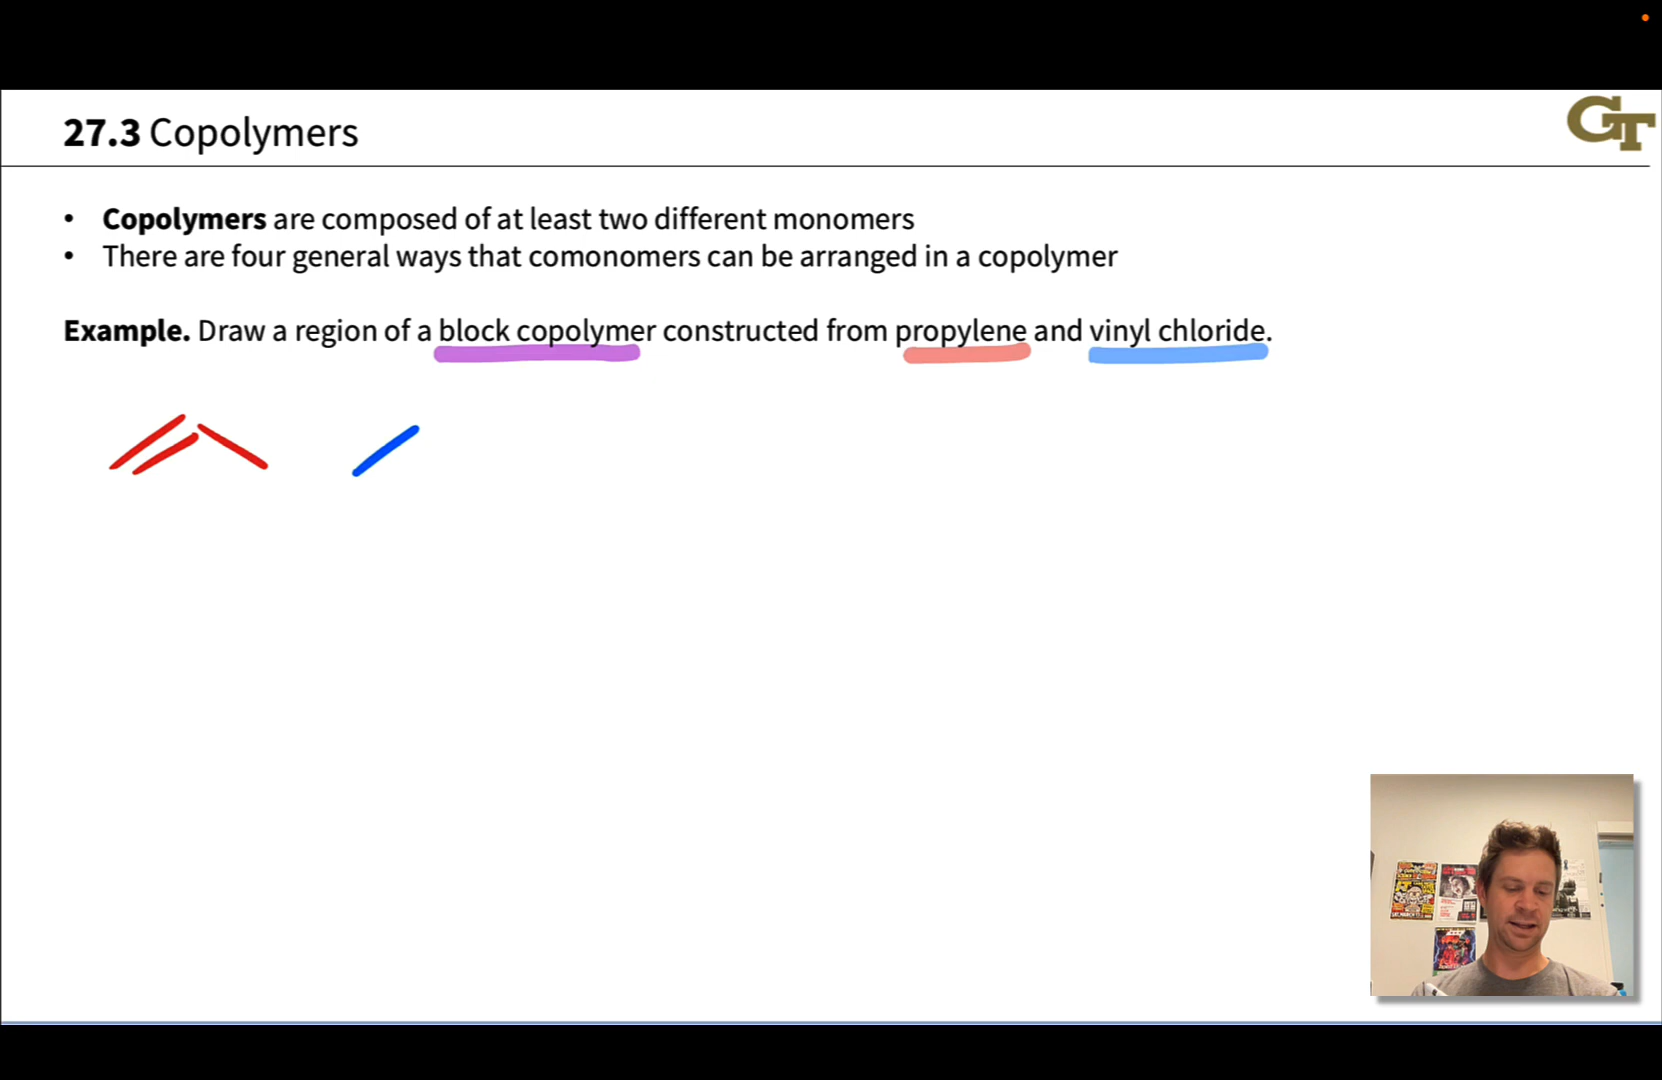 27.3 Copolymers
GT
• Copolymers are composed of at least two different monomers
• There are four general ways that comonomers can be arranged in a copolymer
Example. Draw a region of a block copolymer constructed from propylene and vinyl chloride.